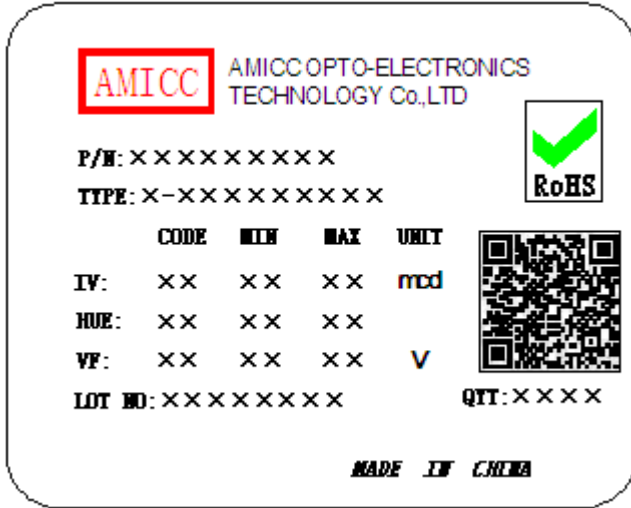 AMICC
AMICC OPTO-ELECTRONICS
TECHNOLOGY Co.,LTD
P/N: ×××××××××
RoHS
TYPE: ×-×××××××××
CODE MIN MAX UNIT
IV: ×× ×× ×× mcd
HUE: ×× ×× ××
VF: ×× ×× ×× V
LOT NO: ×××××××× QTY: ××××
MADE IN CHINA